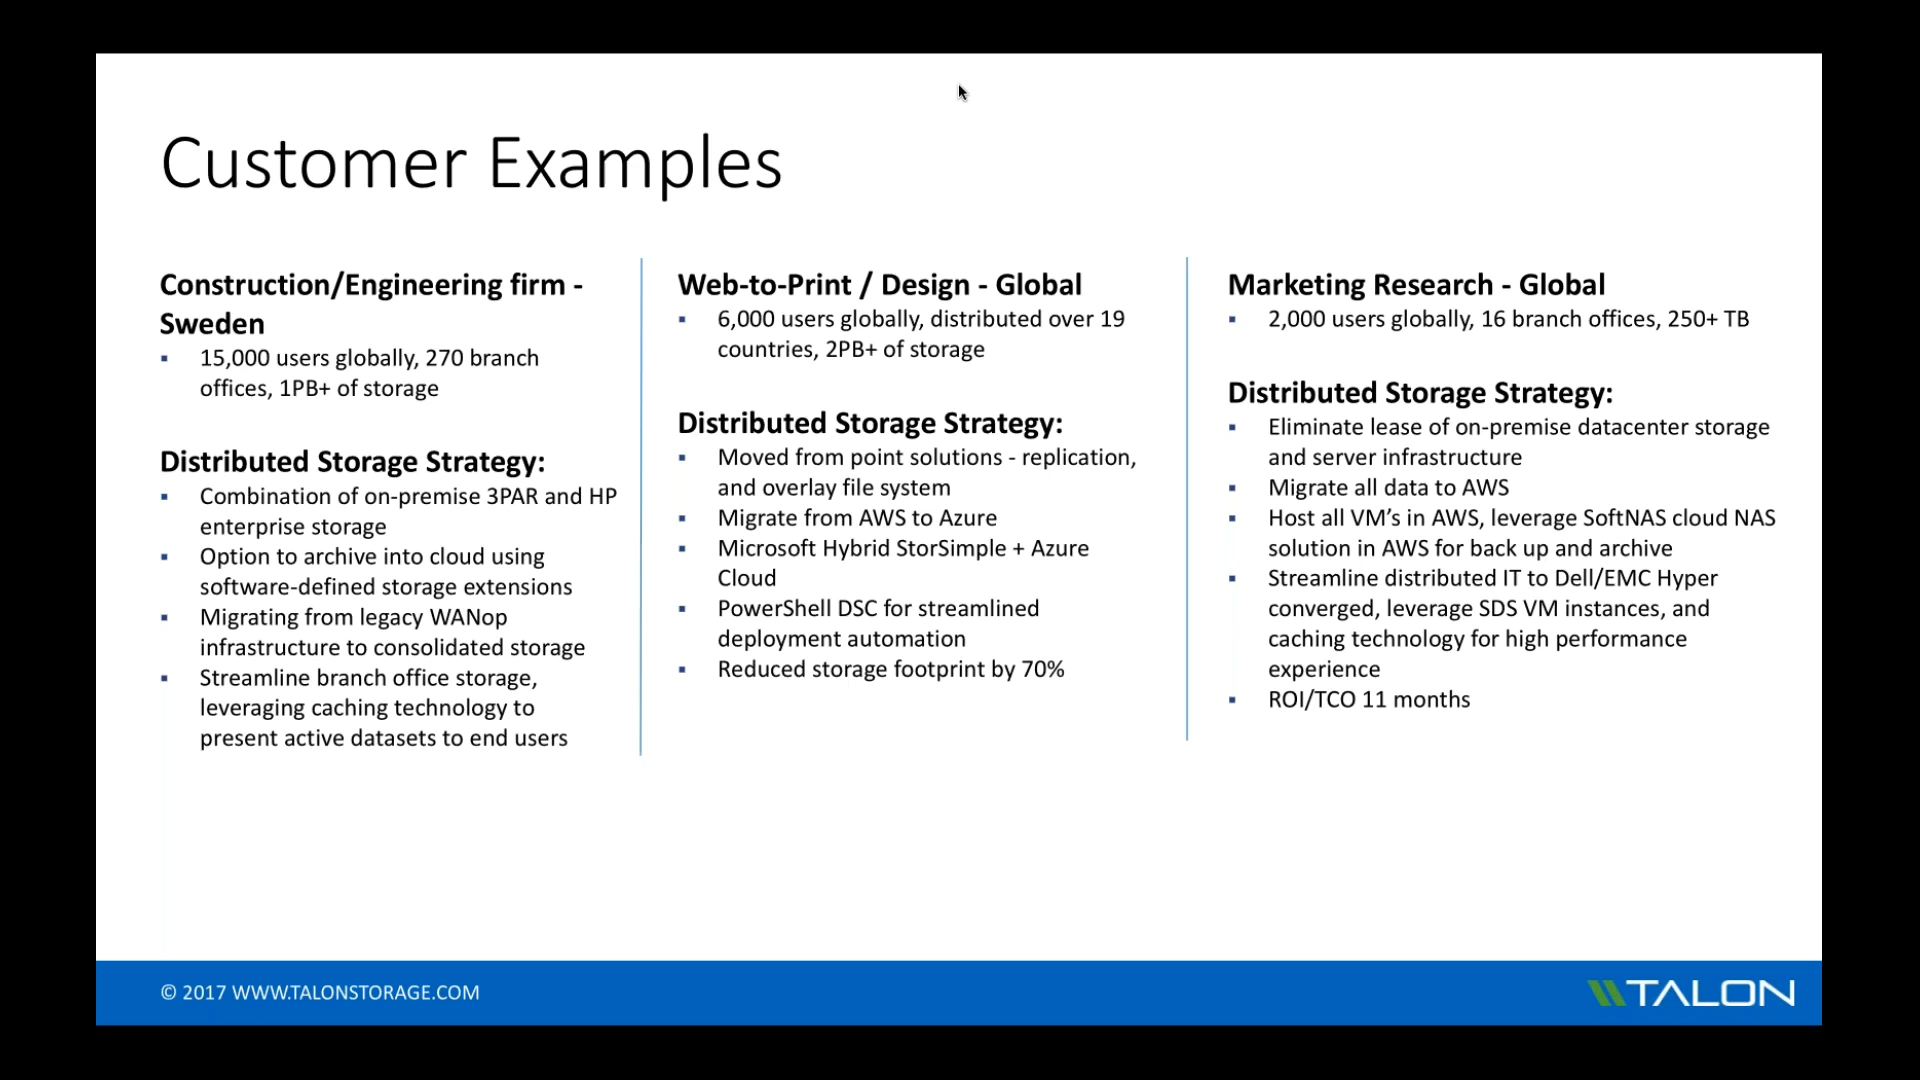 Customer Examples
Construction/Engineering firm -
Sweden
▪ 15,000 users globally, 270 branch
offices, 1PB+ of storage
Distributed Storage Strategy:
▪ Combination of on-premise 3PAR and HP
enterprise storage
▪ Option to archive into cloud using
software-defined storage extensions
▪ Migrating from legacy WANop
infrastructure to consolidated storage
▪ Streamline branch office storage,
leveraging caching technology to
present active datasets to end users
Web-to-Print / Design - Global
▪ 6,000 users globally, distributed over 19
countries, 2PB+ of storage
Distributed Storage Strategy:
▪ Moved from point solutions - replication,
and overlay file system
▪ Migrate from AWS to Azure
▪ Microsoft Hybrid StorSimple + Azure
Cloud
▪ PowerShell DSC for streamlined
deployment automation
▪ Reduced storage footprint by 70%
Marketing Research - Global
▪ 2,000 users globally, 16 branch offices, 250+ TB
Distributed Storage Strategy:
▪ Eliminate lease of on-premise datacenter storage
and server infrastructure
▪ Migrate all data to AWS
▪ Host all VM’s in AWS, leverage SoftNAS cloud NAS
solution in AWS for back up and archive
▪ Streamline distributed IT to Dell/EMC Hyper
converged, leverage SDS VM instances, and
caching technology for high performance
experience
▪ ROI/TCO 11 months
© 2017 WWW.TALONSTORAGE.COM
TALON